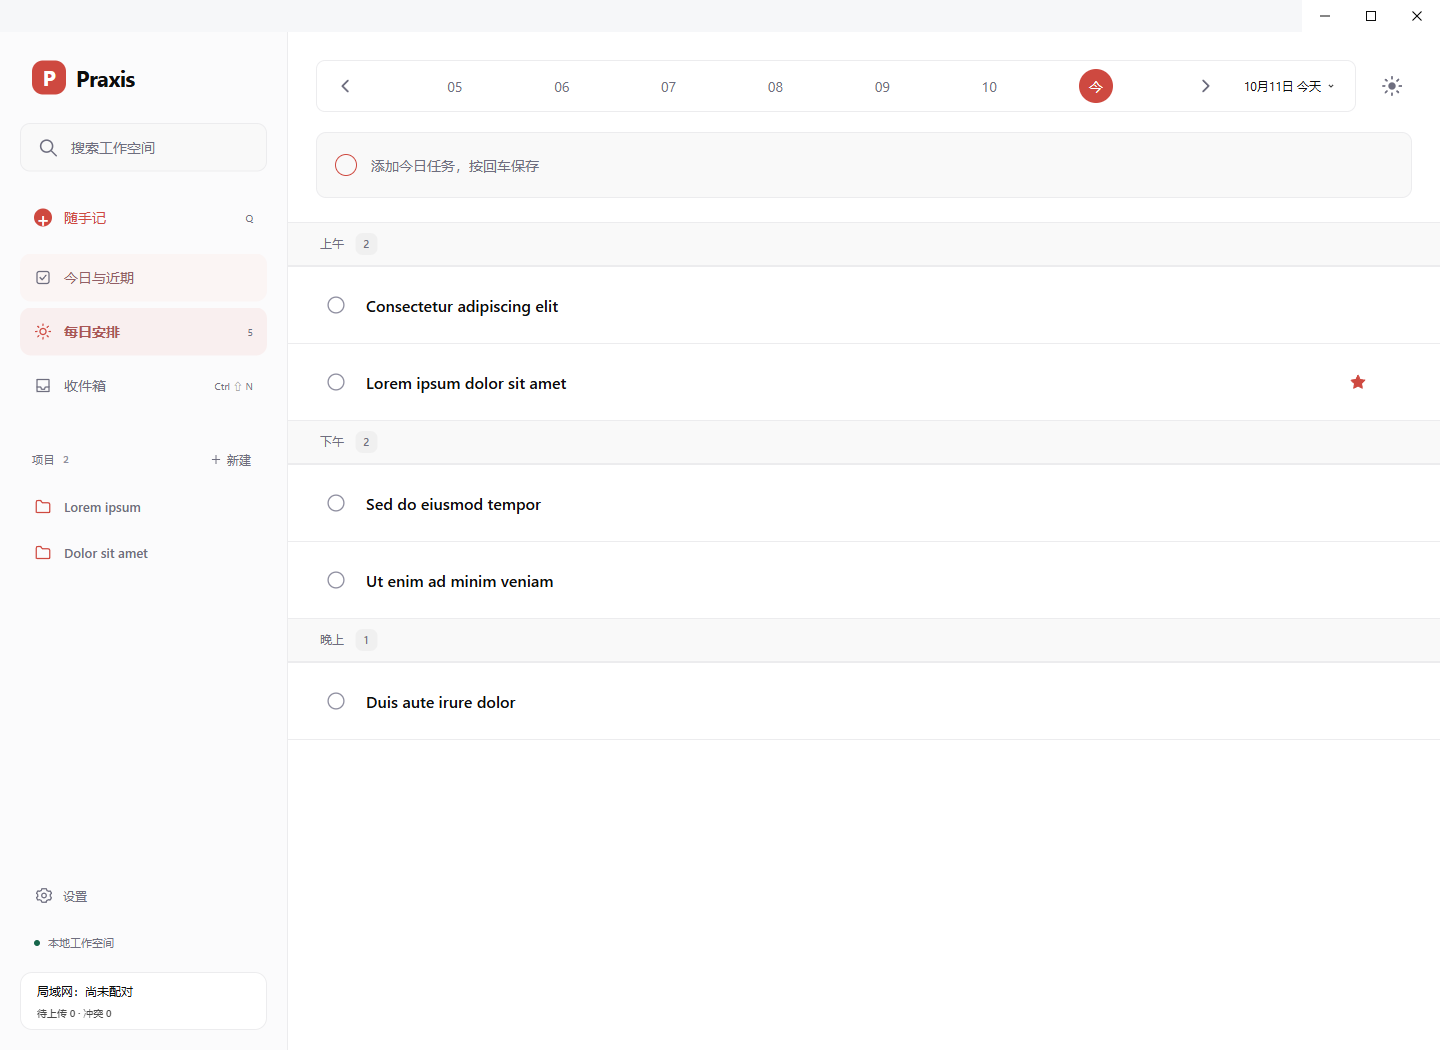 P Praxis
搜索工作空间
随手记 Q
今日与近期
每日安排 5
收件箱 Ctrl ⇧ N
项目 2 + 新建
Lorem ipsum
Dolor sit amet
设置
本地工作空间
局域网：尚未配对
待上传 0 · 冲突 0
05 06 07 08 09 10 今 10月11日 今天
添加今日任务，按回车保存
上午 2
Consectetur adipiscing elit
Lorem ipsum dolor sit amet
下午 2
Sed do eiusmod tempor
Ut enim ad minim veniam
晚上 1
Duis aute irure dolor